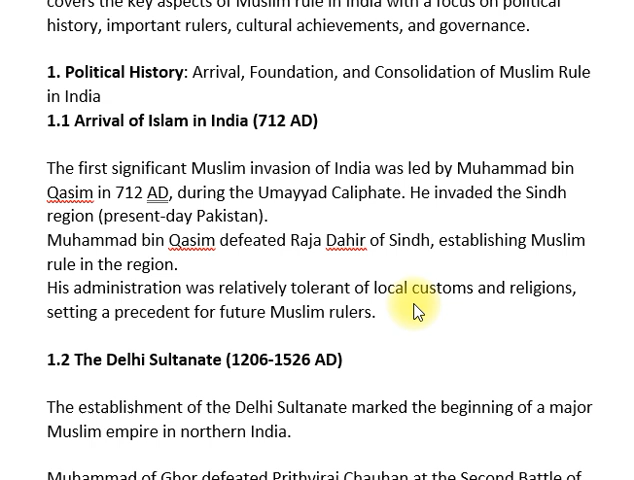 covers the key aspects of Muslim rule in India with a focus on political
history, important rulers, cultural achievements, and governance.
1. Political History: Arrival, Foundation, and Consolidation of Muslim Rule
in India
1.1 Arrival of Islam in India (712 AD)
The first significant Muslim invasion of India was led by Muhammad bin
Qasim in 712 AD, during the Umayyad Caliphate. He invaded the Sindh
region (present-day Pakistan).
Muhammad bin Qasim defeated Raja Dahir of Sindh, establishing Muslim
rule in the region.
His administration was relatively tolerant of local customs and religions,
setting a precedent for future Muslim rulers.
1.2 The Delhi Sultanate (1206-1526 AD)
The establishment of the Delhi Sultanate marked the beginning of a major
Muslim empire in northern India.
Muhammad of Ghor defeated Prithviraj Chauhan at the Second Battle of